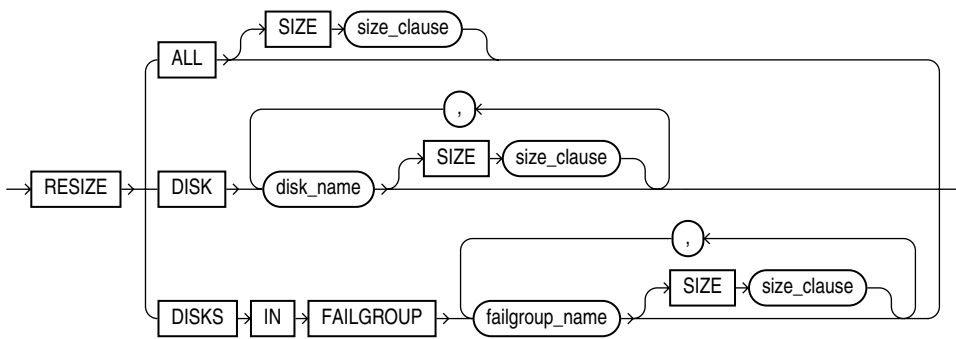 SIZE size_clause
ALL
,
SIZE size_clause
RESIZE DISK disk_name
,
SIZE size_clause
DISKS IN FAILGROUP failgroup_name